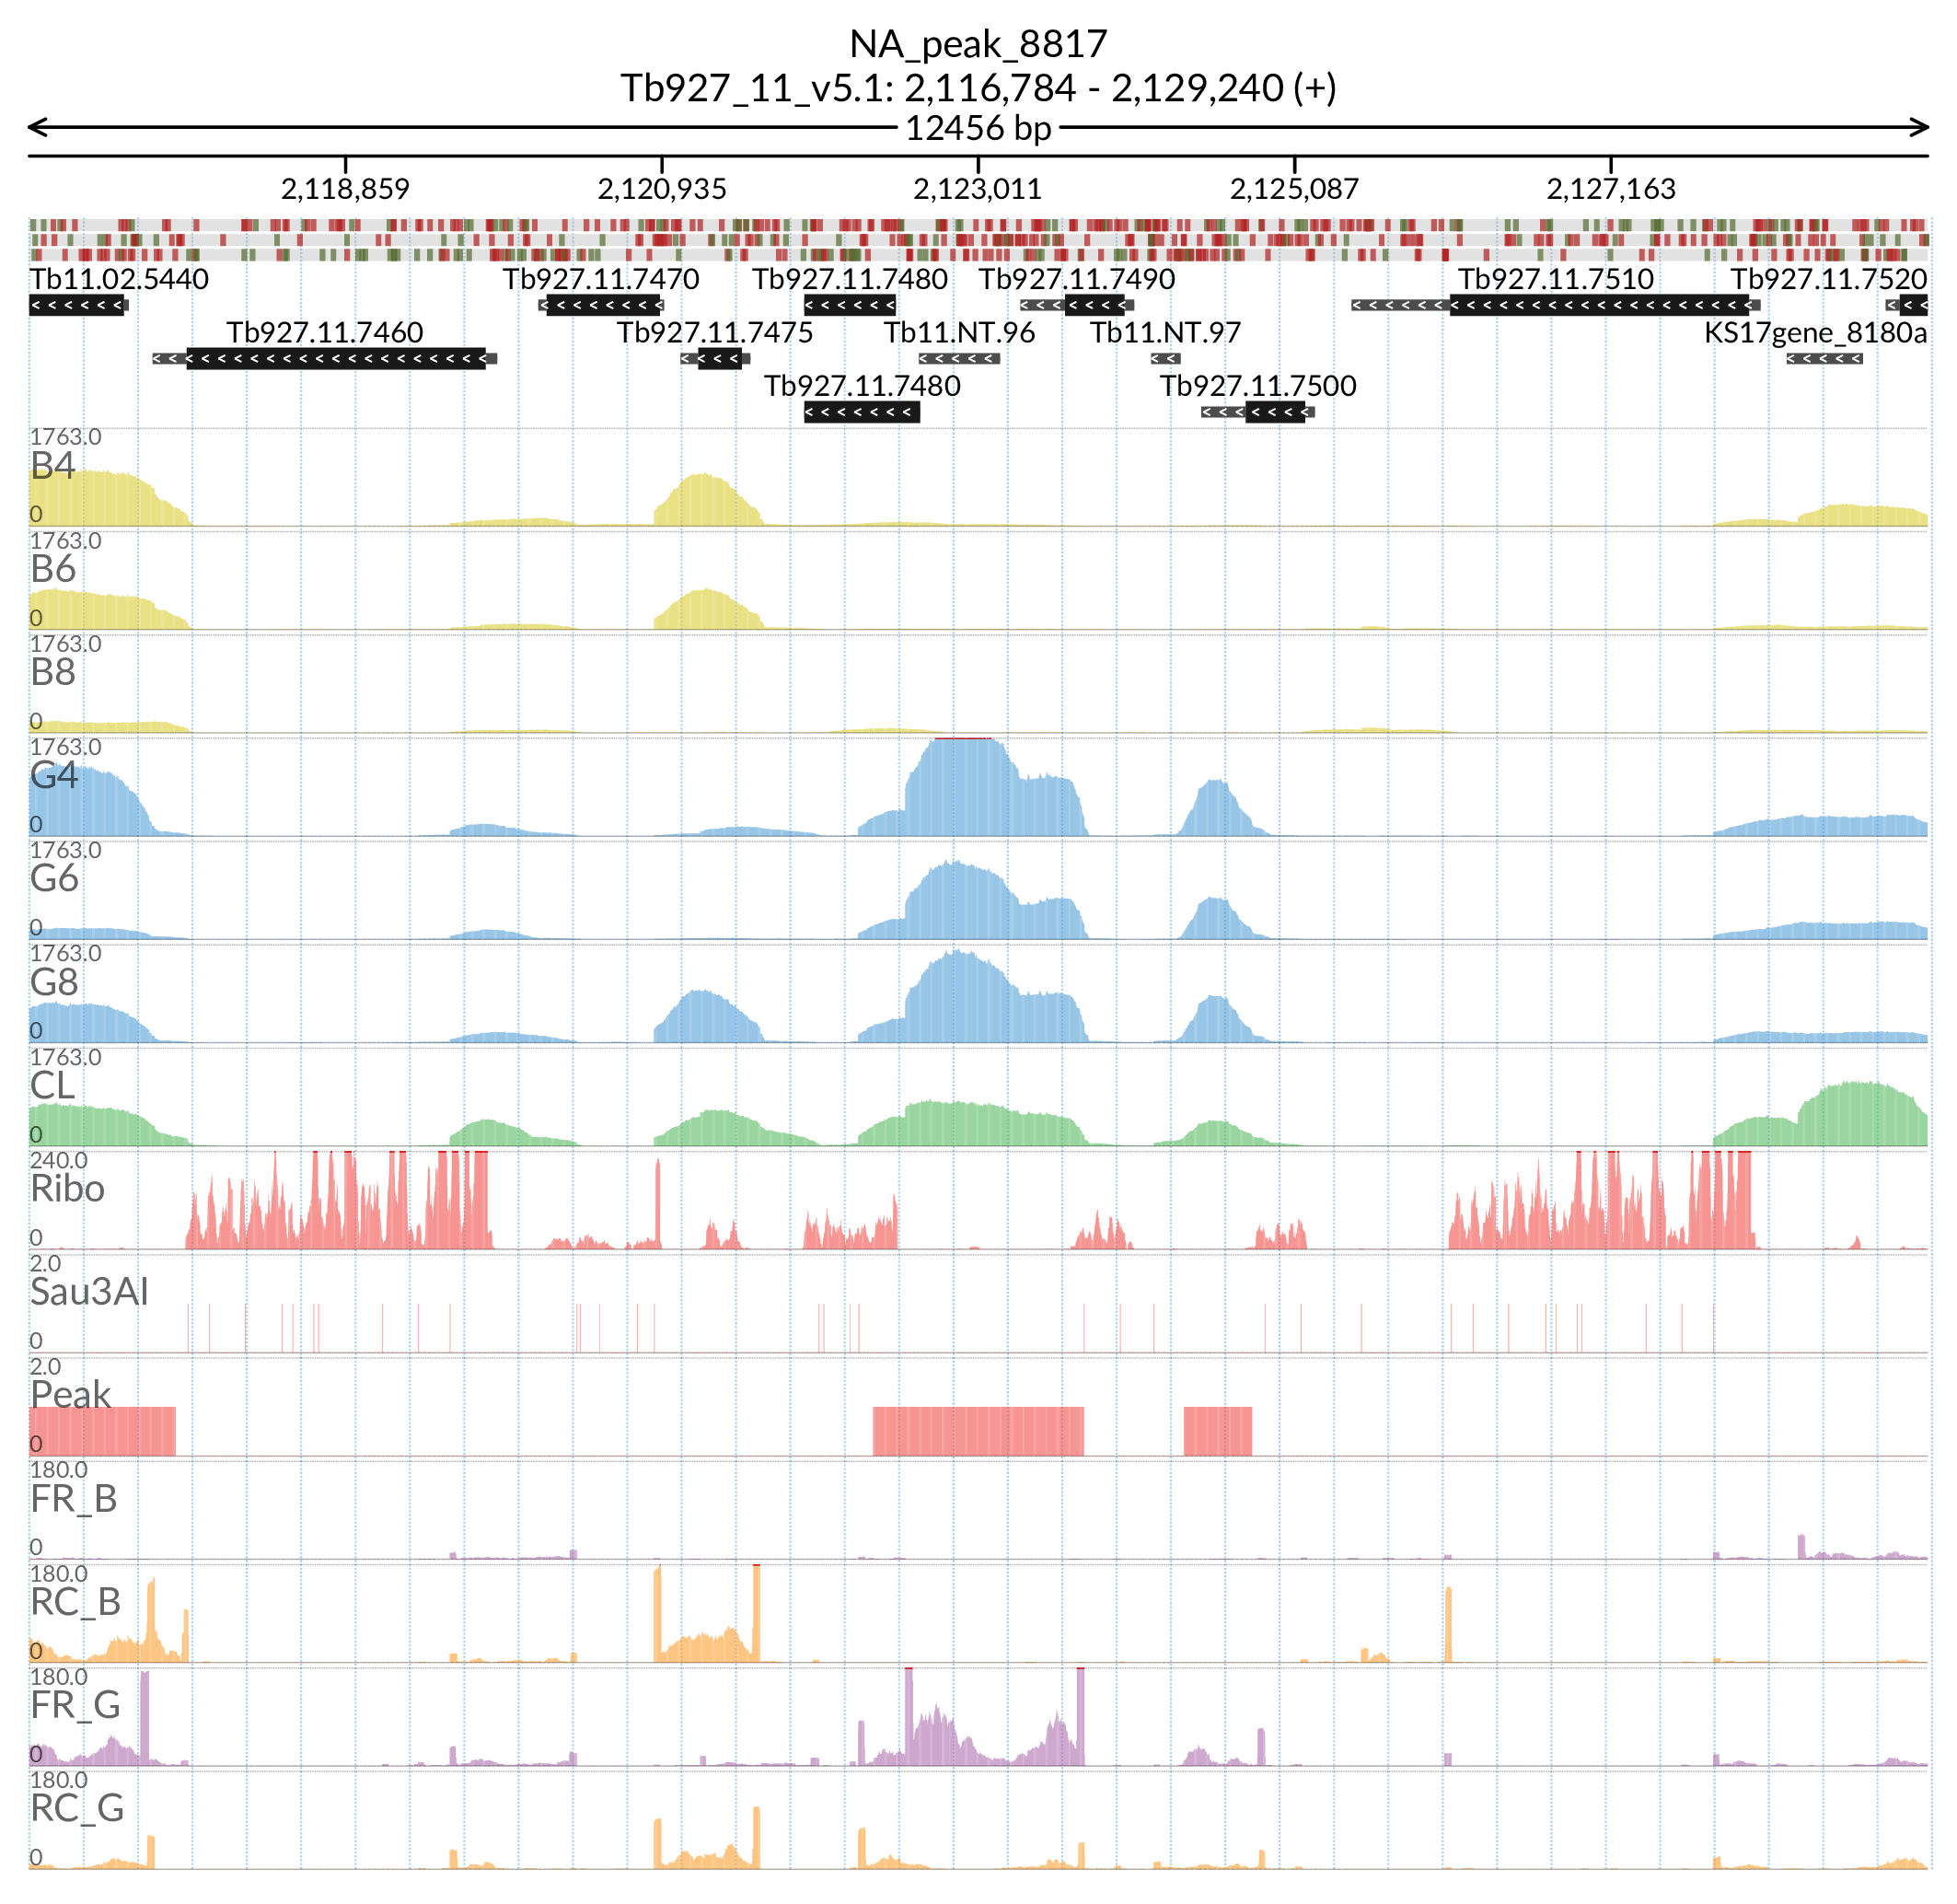 NA_peak_8817
Tb927_11_v5.1: 2,116,784 - 2,129,240 (+)
12456 bp
2,118,859 2,120,935 2,123,011 2,125,087 2,127,163
Tb11.02.5440 Tb927.11.7470 Tb927.11.7480 Tb927.11.7490 Tb927.11.7510 Tb927.11.7520
Tb927.11.7460 Tb927.11.7475 Tb11.NT.96 Tb11.NT.97 KS17gene_8180a
Tb927.11.7480 Tb927.11.7500
1763.0
B4
0
1763.0
B6
0
1763.0
B8
0
1763.0
G4
0
1763.0
G6
0
1763.0
G8
0
1763.0
CL
0
240.0
Ribo
0
2.0
Sau3AI
0
2.0
Peak
0
180.0
FR_B
0
180.0
RC_B
0
180.0
FR_G
0
180.0
RC_G
0